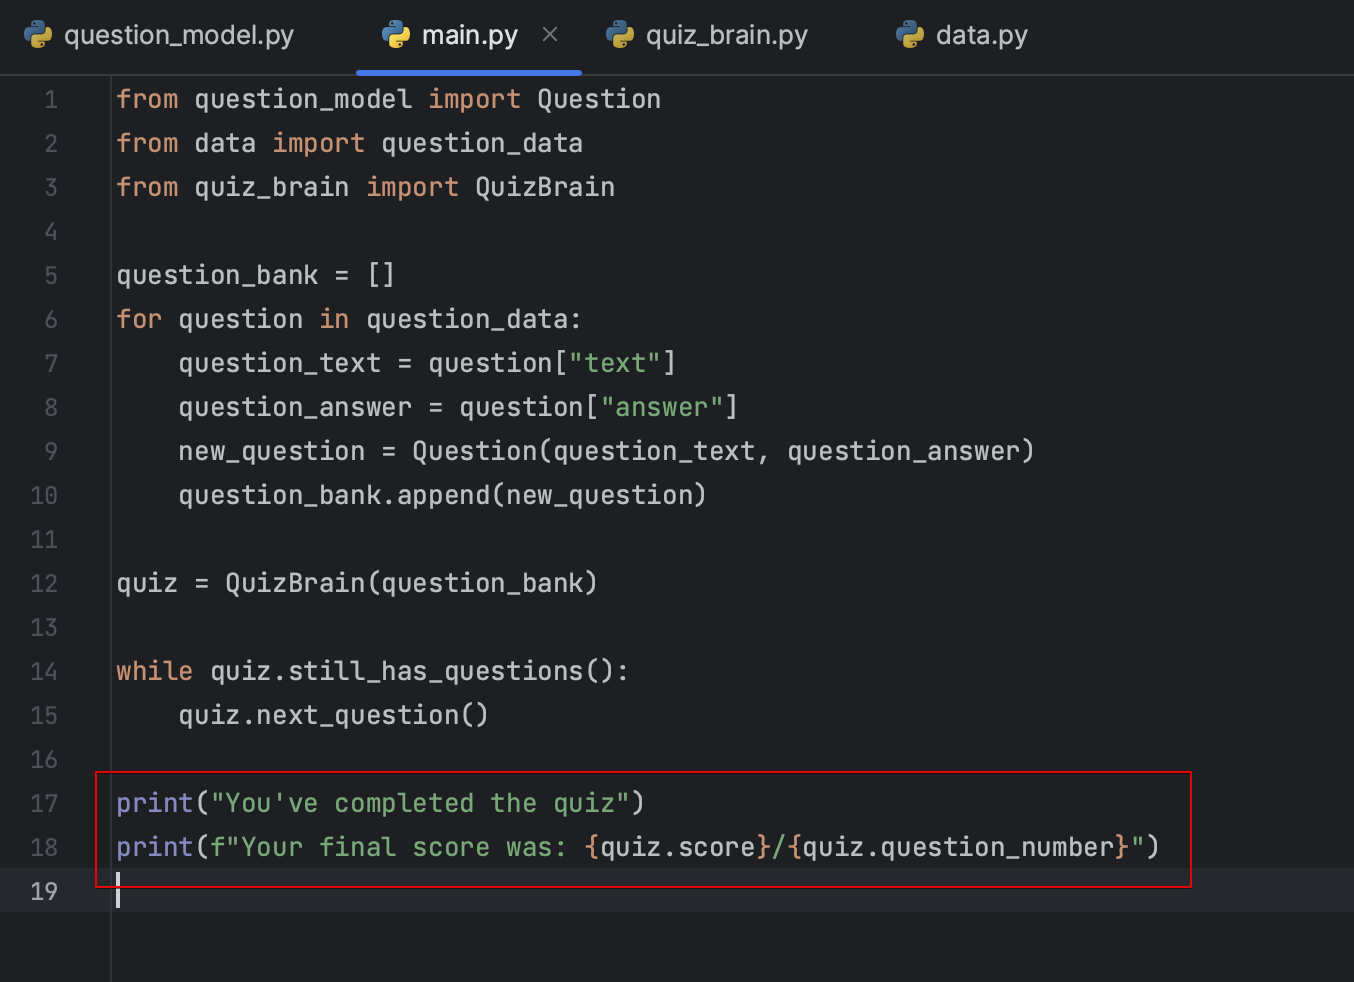 question_model.py main.py quiz_brain.py data.py
1 from question_model import Question
2 from data import question_data
3 from quiz_brain import QuizBrain
4
5 question_bank = []
6 for question in question_data:
7     question_text = question["text"]
8     question_answer = question["answer"]
9     new_question = Question(question_text, question_answer)
10     question_bank.append(new_question)
11
12 quiz = QuizBrain(question_bank)
13
14 while quiz.still_has_questions():
15     quiz.next_question()
16
17 print("You've completed the quiz")
18 print(f"Your final score was: {quiz.score}/{quiz.question_number}")
19